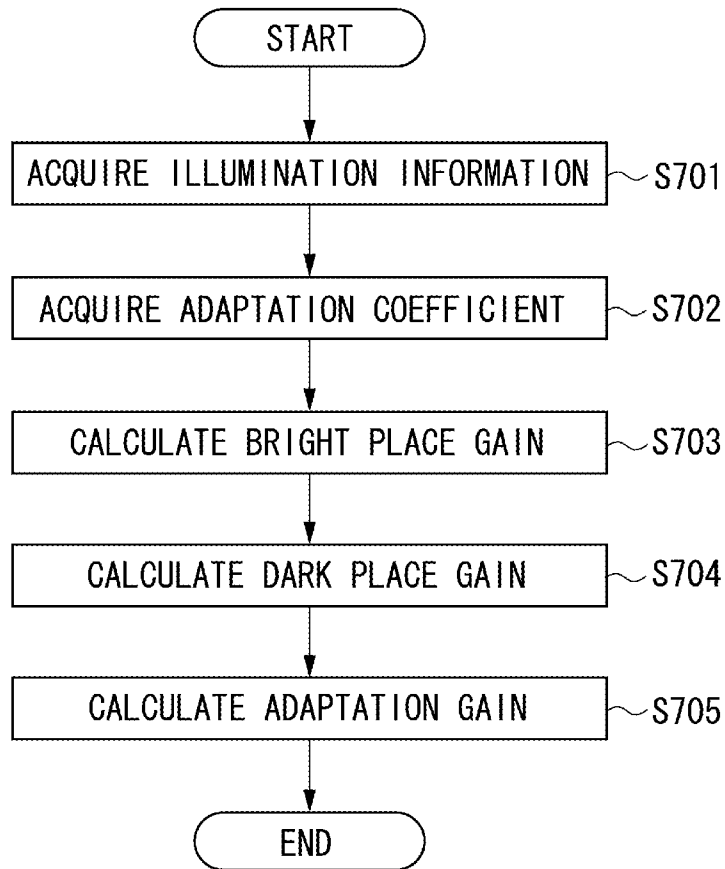 START
ACQUIRE ILLUMINATION INFORMATION
S701
ACQUIRE ADAPTATION COEFFICIENT
S702
CALCULATE BRIGHT PLACE GAIN
S703
CALCULATE DARK PLACE GAIN
S704
CALCULATE ADAPTATION GAIN
S705
END